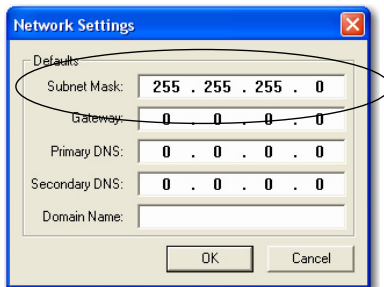 Network Settings
Defaults
Subnet Mask: 255 . 255 . 255 . 0
Gateway: 0 . 0 . 0 . 0
Primary DNS: 0 . 0 . 0 . 0
Secondary DNS: 0 . 0 . 0 . 0
Domain Name:
OK Cancel